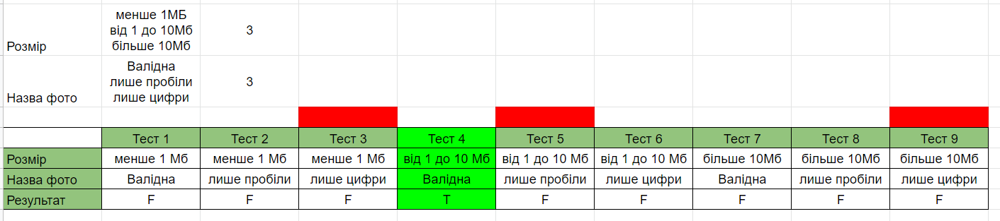 Розмір
менше 1МБ
від 1 до 10Мб
більше 10Мб
3
Назва фото
Валідна
лише пробіли
лише цифри
3
Тест 1 Тест 2 Тест 3 Тест 4 Тест 5 Тест 6 Тест 7 Тест 8 Тест 9
Розмір менше 1 Мб менше 1 Мб менше 1 Мб від 1 до 10 Мб від 1 до 10 Мб від 1 до 10 Мб більше 10Мб більше 10Мб більше 10Мб
Назва фото Валідна лише пробіли лише цифри Валідна лише пробіли лише цифри Валідна лише пробіли лише цифри
Результат F F F T F F F F F